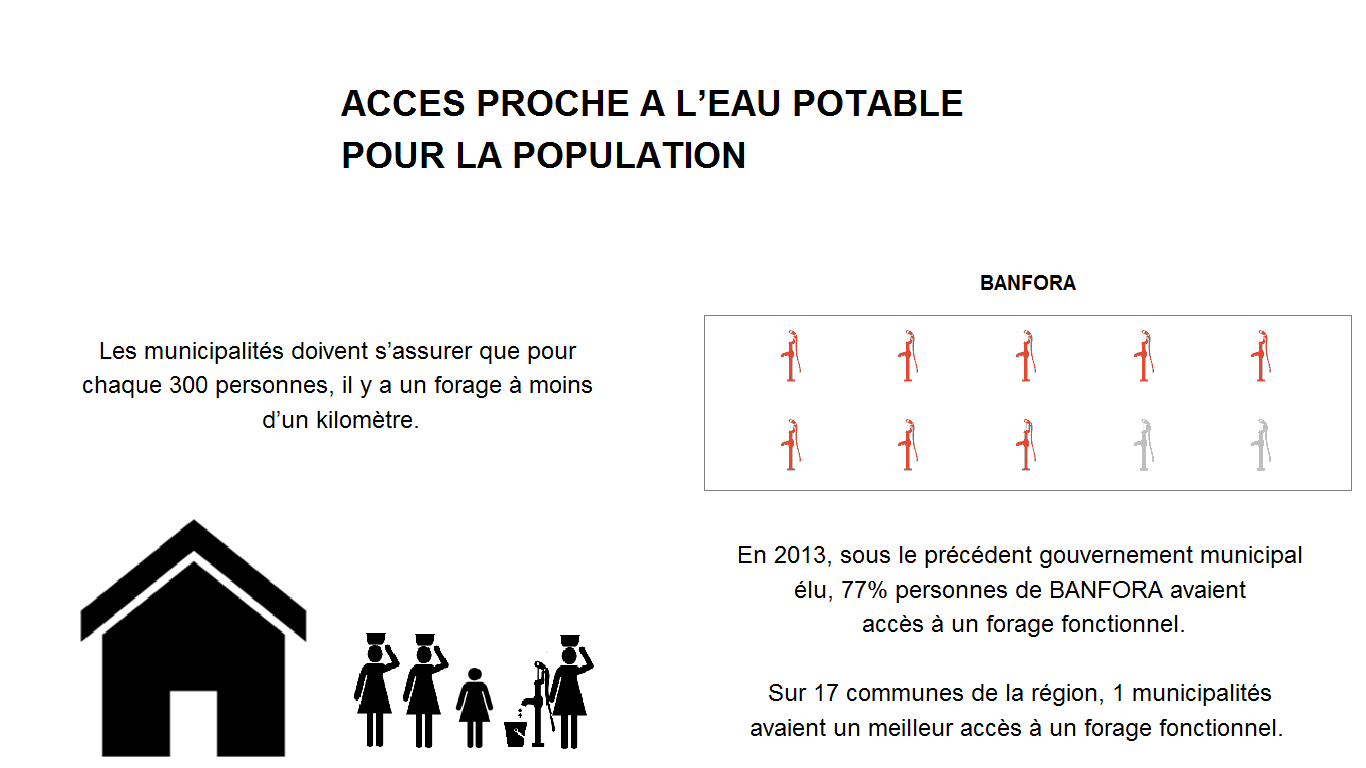 ACCES PROCHE A L’EAU POTABLE
POUR LA POPULATION
Les municipalités doivent s’assurer que pour
chaque 300 personnes, il y a un forage à moins
d’un kilomètre.
BANFORA
En 2013, sous le précédent gouvernement municipal
élu, 77% personnes de BANFORA avaient
accès à un forage fonctionnel.
Sur 17 communes de la région, 1 municipalités
avaient un meilleur accès à un forage fonctionnel.